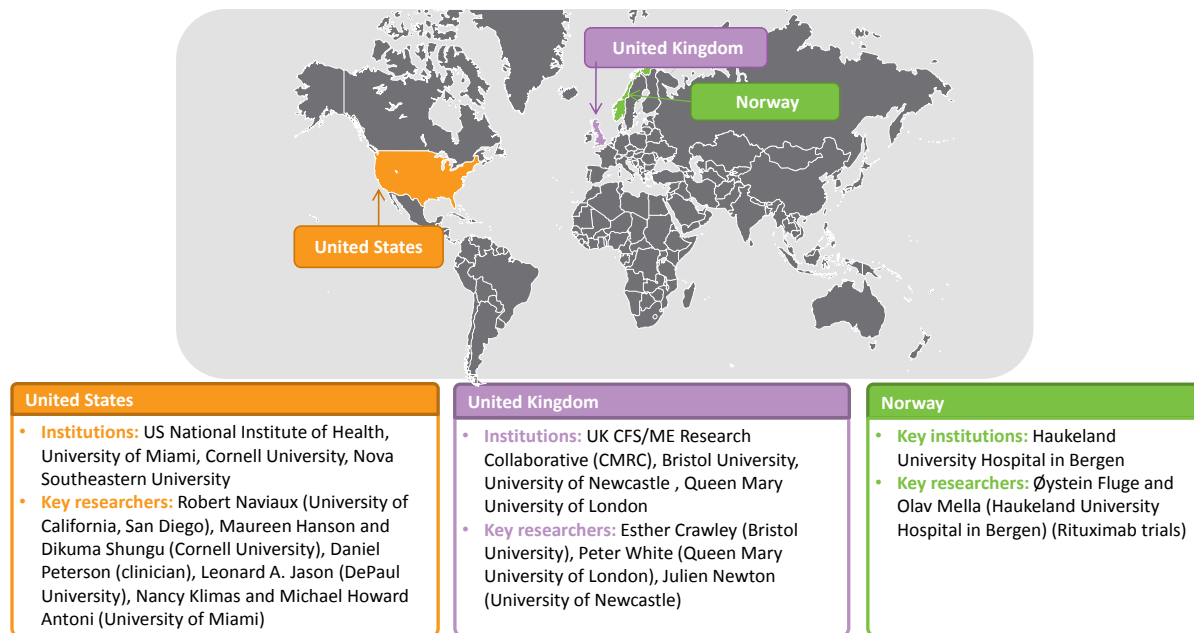 United Kingdom
Norway
United States
United States
• Institutions: US National Institute of Health,
University of Miami, Cornell University, Nova
Southeastern University
• Key researchers: Robert Naviaux (University of
California, San Diego), Maureen Hanson and
Dikuma Shungu (Cornell University), Daniel
Peterson (clinician), Leonard A. Jason (DePaul
University), Nancy Klimas and Michael Howard
Antoni (University of Miami)
United Kingdom
• Institutions: UK CFS/ME Research
Collaborative (CMRC), Bristol University,
University of Newcastle , Queen Mary
University of London
• Key researchers: Esther Crawley (Bristol
University), Peter White (Queen Mary
University of London), Julien Newton
(University of Newcastle)
Norway
• Key institutions: Haukeland
University Hospital in Bergen
• Key researchers: Øystein Fluge and
Olav Mella (Haukeland University
Hospital in Bergen) (Rituximab trials)